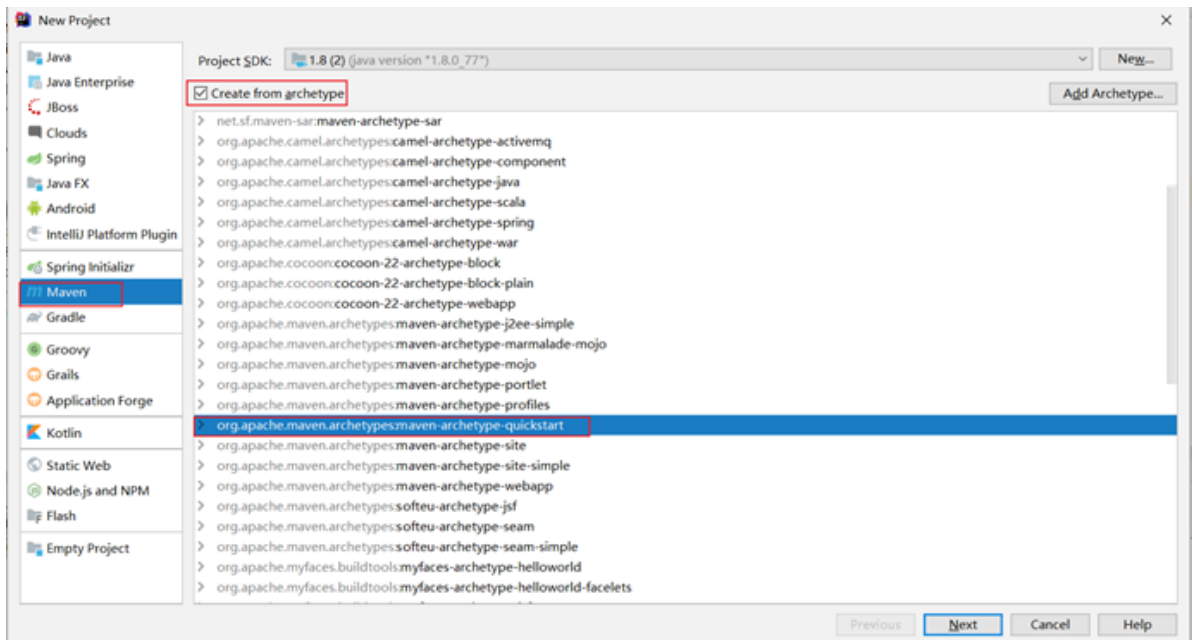 New Project
Java
Java Enterprise
JBoss
Clouds
Spring
Java FX
Android
IntelliJ Platform Plugin
Spring Initializr
Maven
Gradle
Groovy
Grails
Application Forge
Kotlin
Static Web
Node.js and NPM
Flash
Empty Project
Project SDK: 1.8 (2) (java version "1.8.0_77") New...
Create from archetype Add Archetype...
net.sf.maven-sar:maven-archetype-sar
org.apache.camel.archetypes:camel-archetype-activemq
org.apache.camel.archetypes:camel-archetype-component
org.apache.camel.archetypes:camel-archetype-java
org.apache.camel.archetypes:camel-archetype-scala
org.apache.camel.archetypes:camel-archetype-spring
org.apache.camel.archetypes:camel-archetype-war
org.apache.cocoon:cocoon-22-archetype-block
org.apache.cocoon:cocoon-22-archetype-block-plain
org.apache.cocoon:cocoon-22-archetype-webapp
org.apache.maven.archetypes:maven-archetype-j2ee-simple
org.apache.maven.archetypes:maven-archetype-marmalade-mojo
org.apache.maven.archetypes:maven-archetype-mojo
org.apache.maven.archetypes:maven-archetype-portlet
org.apache.maven.archetypes:maven-archetype-profiles
org.apache.maven.archetypes:maven-archetype-quickstart
org.apache.maven.archetypes:maven-archetype-site
org.apache.maven.archetypes:maven-archetype-site-simple
org.apache.maven.archetypes:maven-archetype-webapp
org.apache.maven.archetypes:softeu-archetype-jsf
org.apache.maven.archetypes:softeu-archetype-seam
org.apache.maven.archetypes:softeu-archetype-seam-simple
org.apache.myfaces.buildtools:myfaces-archetype-helloworld
org.apache.myfaces.buildtools:myfaces-archetype-helloworld-facelets
Previous Next Cancel Help